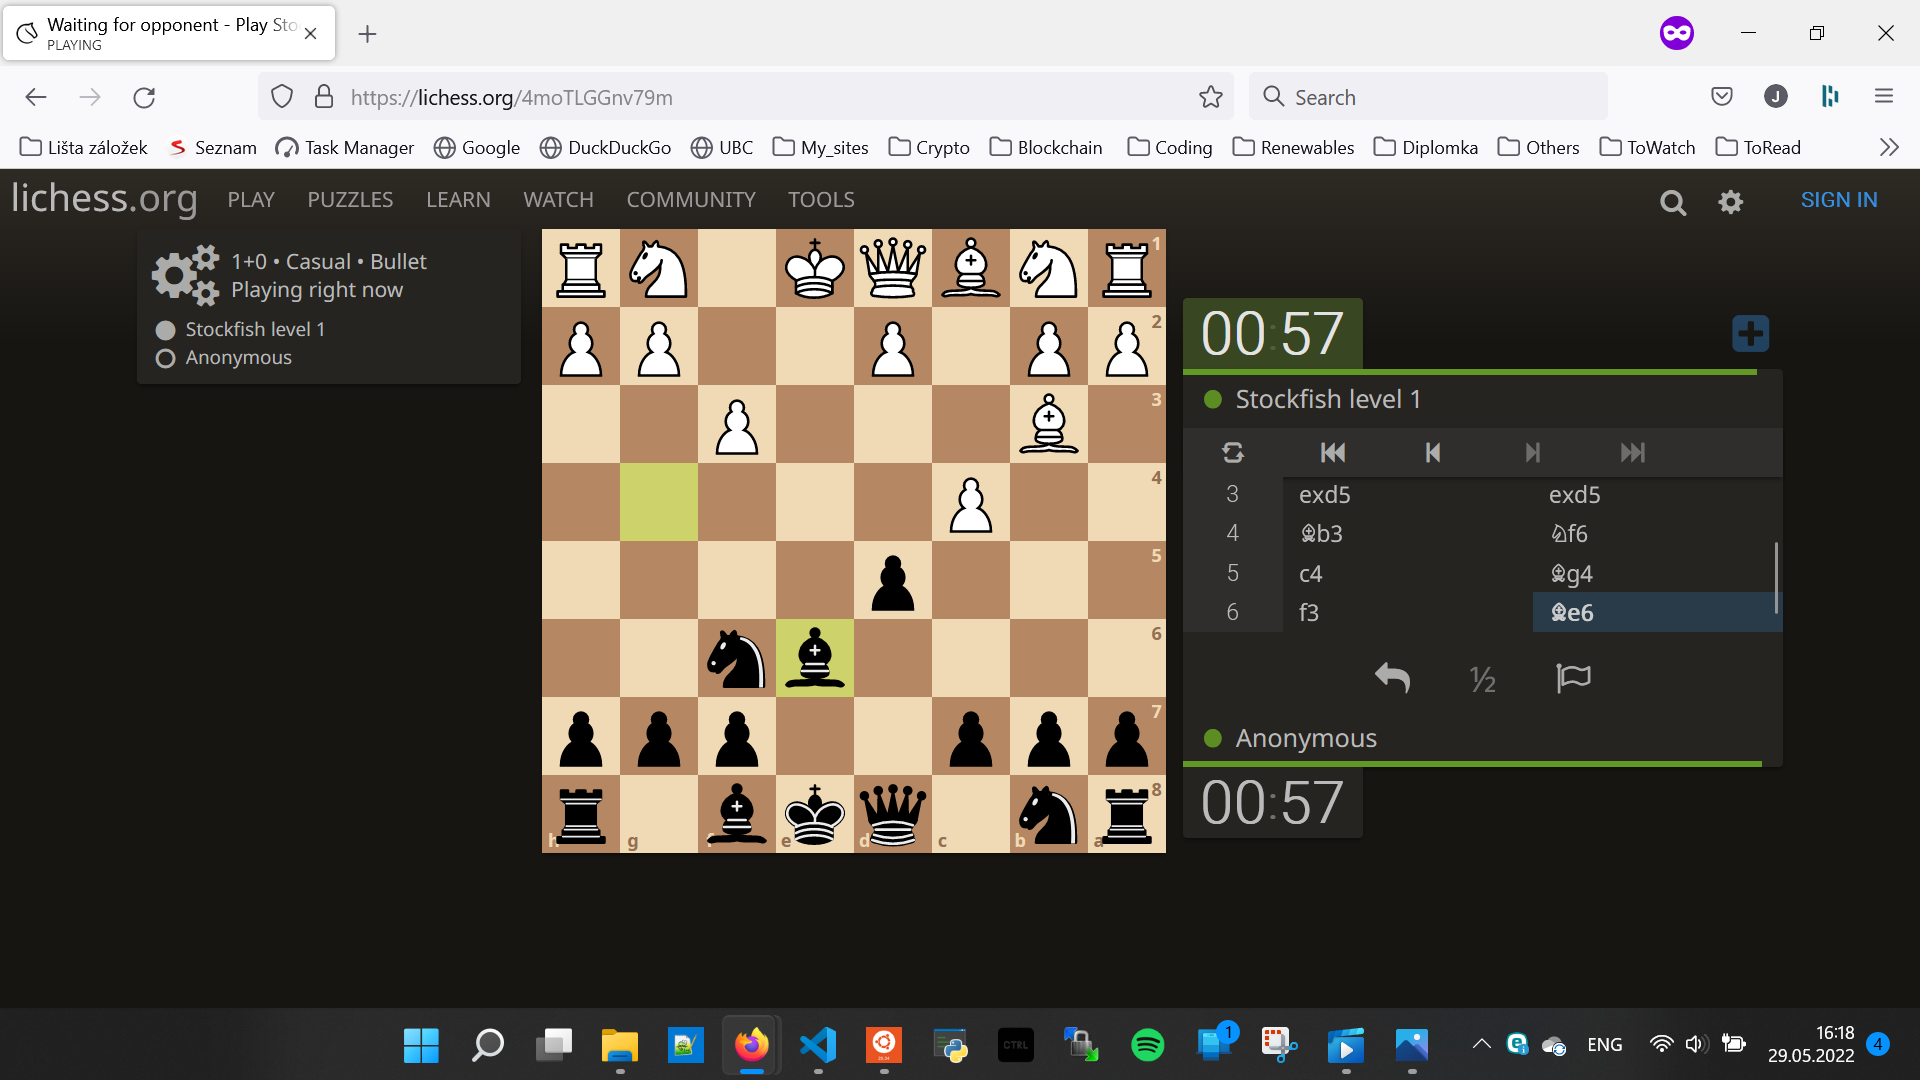 Waiting for opponent - Play Sto
PLAYING
https://lichess.org/4moTLGGnv79m
Search
J
Lišta záložek
Seznam
Task Manager
Google
DuckDuckGo
UBC
My_sites
Crypto
Blockchain
Coding
Renewables
Diplomka
Others
ToWatch
ToRead
lichess.org
PLAY
PUZZLES
LEARN
WATCH
COMMUNITY
TOOLS
SIGN IN
1+0 • Casual • Bullet
Playing right now
Stockfish level 1
Anonymous
1
2
3
4
5
6
7
8
h
g
f
e
d
c
b
a
00:57
Stockfish level 1
3 exd5 exd5
4 ♗b3 ♘f6
5 c4 ♗g4
6 f3 ♗e6
½
Anonymous
00:57
CTRL
1
ENG
16:18
29.05.2022
4